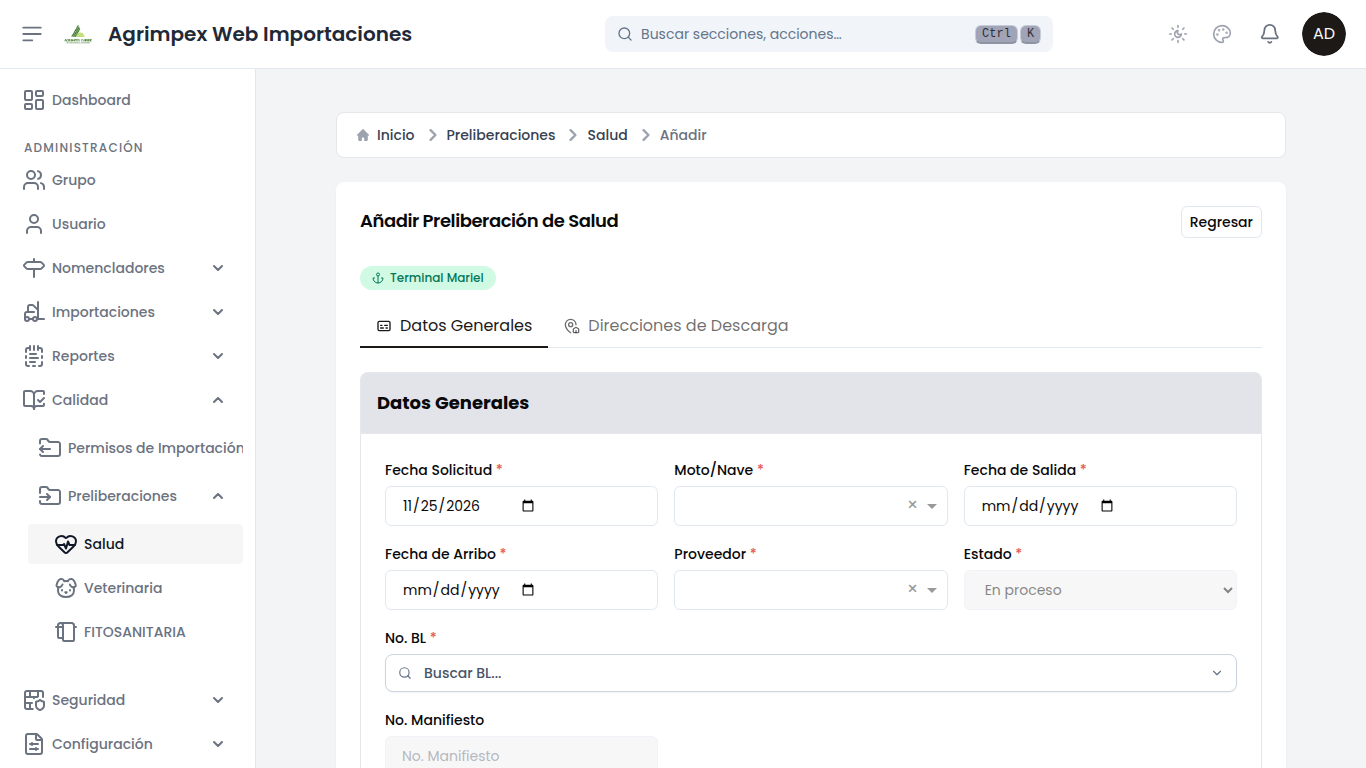 Agrimpex Web Importaciones
Buscar secciones, acciones...
Ctrl K
AD
Dashboard
ADMINISTRACIÓN
Grupo
Usuario
Nomencladores
Importaciones
Reportes
Calidad
Permisos de Importación
Preliberaciones
Salud
Veterinaria
FITOSANITARIA
Seguridad
Configuración
Inicio Preliberaciones Salud Añadir
Añadir Preliberación de Salud
Regresar
Terminal Mariel
Datos Generales Direcciones de Descarga
Datos Generales
Fecha Solicitud * Moto/Nave * Fecha de Salida *
11/25/2026 mm/dd/yyyy
Fecha de Arribo * Proveedor * Estado *
mm/dd/yyyy En proceso
No. BL *
Buscar BL...
No. Manifiesto
No. Manifiesto